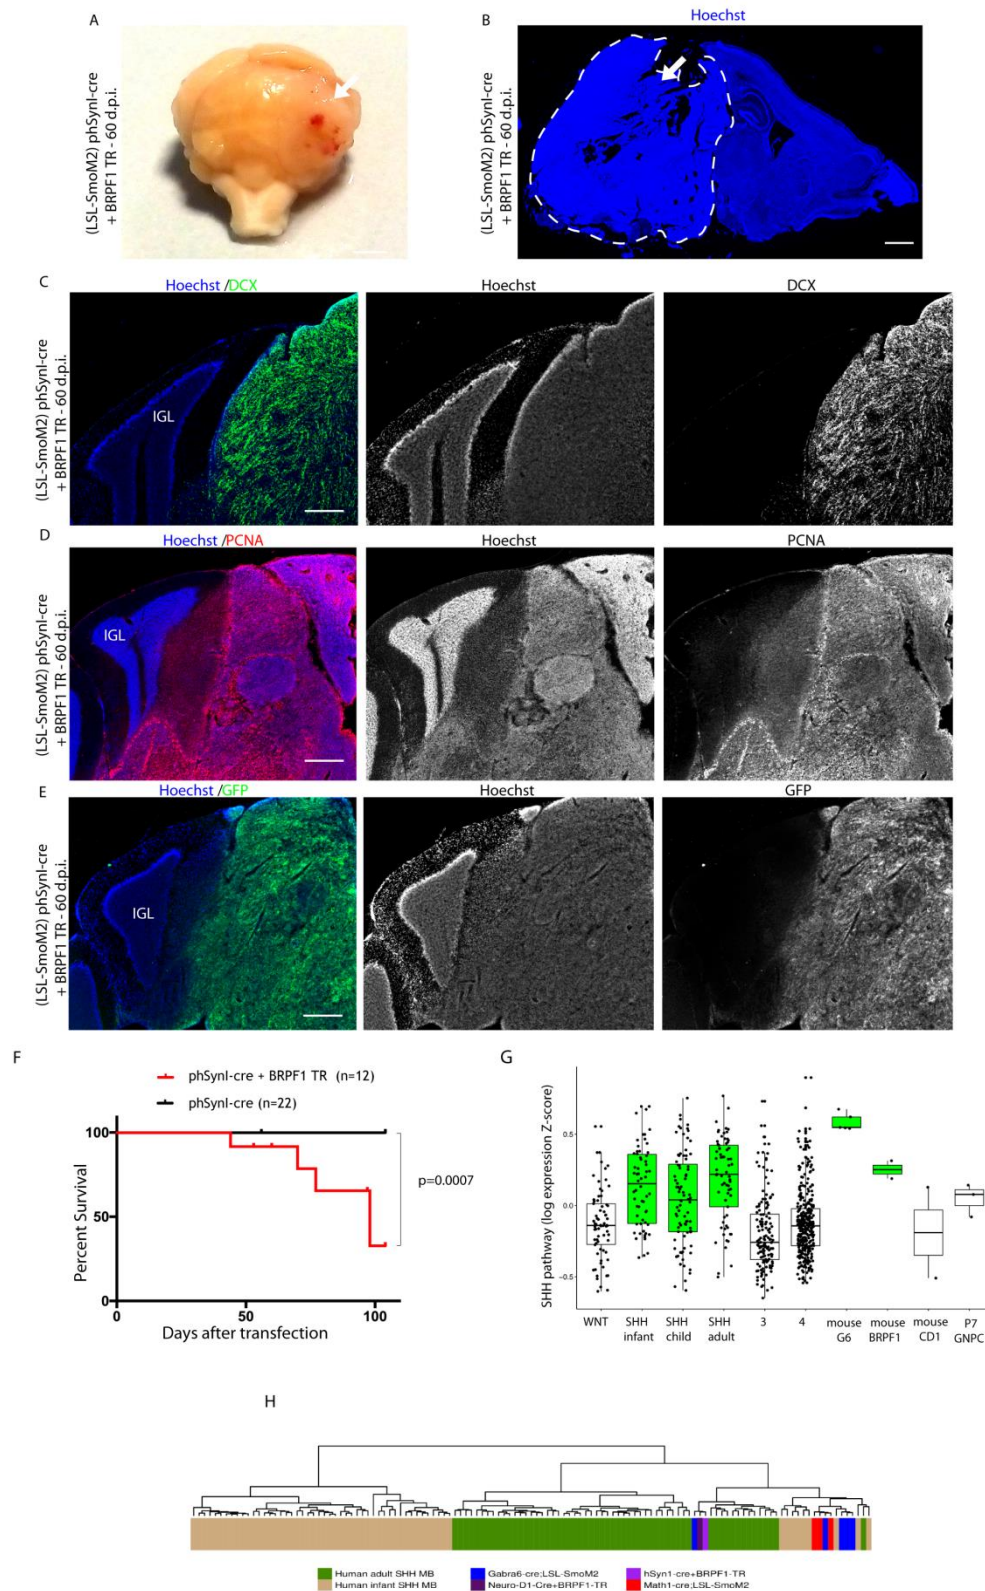 A
(LSL-SmoM2) phSynI-cre
+ BRPF1 TR - 60 d.p.i.
B
Hoechst
(LSL-SmoM2) phSynI-cre
+ BRPF1 TR - 60 d.p.i.
C
Hoechst /DCX
Hoechst
DCX
(LSL-SmoM2) phSynI-cre
+ BRPF1 TR - 60 d.p.i.
IGL
D
Hoechst /PCNA
Hoechst
PCNA
(LSL-SmoM2) phSynI-cre
+ BRPF1 TR - 60 d.p.i.
IGL
E
Hoechst /GFP
Hoechst
GFP
(LSL-SmoM2) phSynI-cre
+ BRPF1 TR - 60 d.p.i.
IGL
F
phSynI-cre + BRPF1 TR (n=12)
phSynI-cre (n=22)
Percent Survival
100
50
0
p=0.0007
0 50 100
Days after transfection
G
SHH pathway (log expression Z-score)
0.5
0.0
-0.5
WNT
SHH infant
SHH child
SHH adult
3
4
mouse G6
mouse BRPF1
mouse CD1
P7 GNPC
H
Human adult SHH MB
Human infant SHH MB
Gabra6-cre;LSL-SmoM2
Neuro-D1-Cre+BRPF1-TR
hSyn1-cre+BRPF1-TR
Math1-cre;LSL-SmoM2